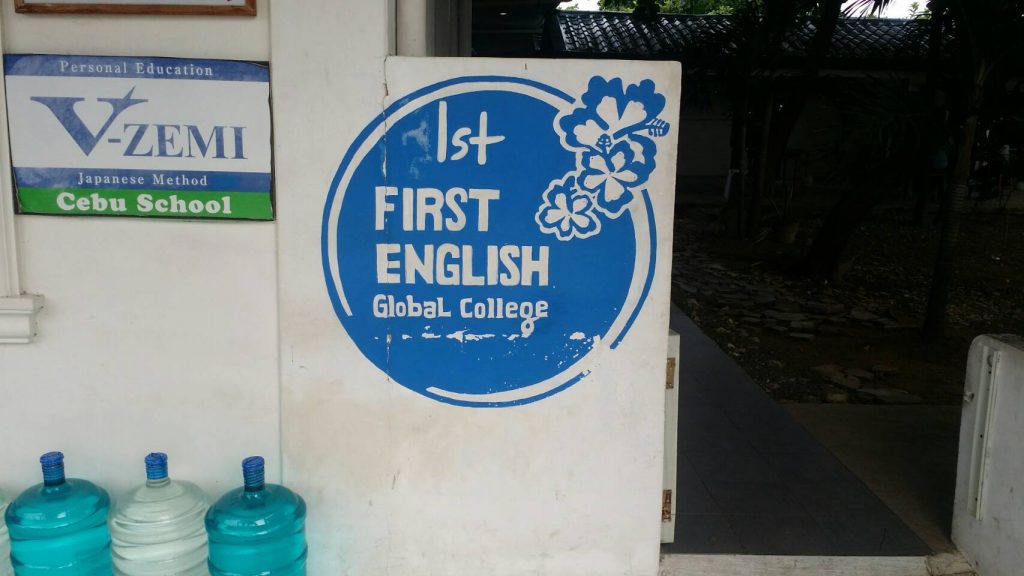 Personal Education
V-ZEMI
Japanese Method
Cebu School
1st
FIRST
ENGLISH
GlobaL College